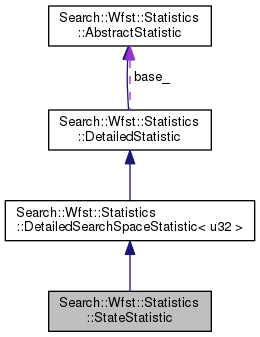 Search::Wfst::Statistics
::AbstractStatistic
base_
Search::Wfst::Statistics
::DetailedStatistic
Search::Wfst::Statistics
::DetailedSearchSpaceStatistic< u32 >
Search::Wfst::Statistics
::StateStatistic